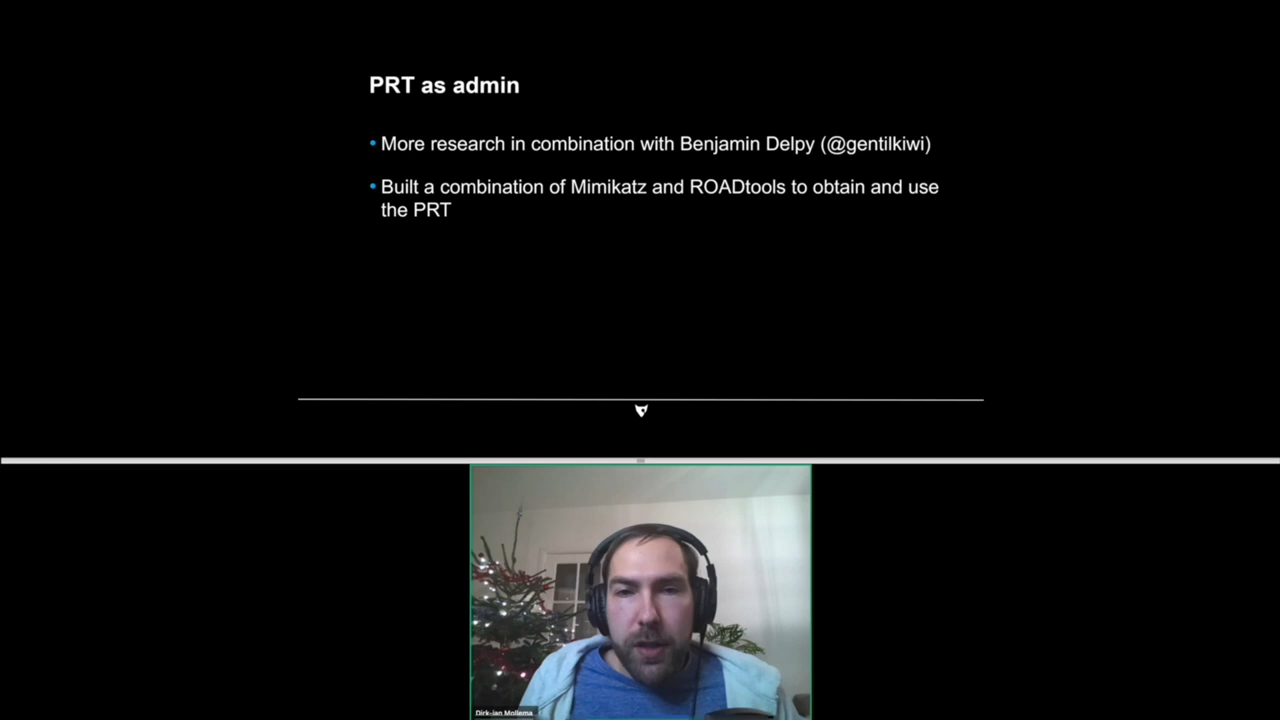 PRT as admin
• More research in combination with Benjamin Delpy (@gentilkiwi)
• Built a combination of Mimikatz and ROADtools to obtain and use
the PRT
Dirk-jan Mollema